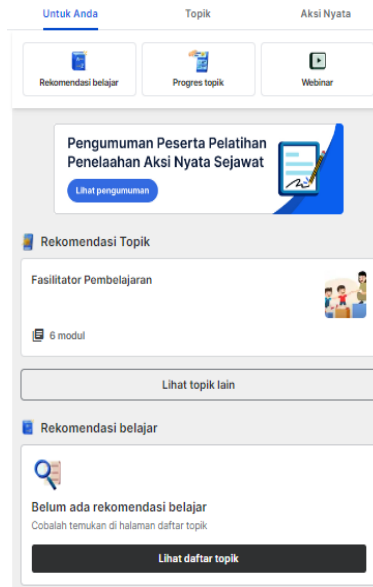 Untuk Anda
Topik
Aksi Nyata
Rekomendasi belajar
Progres topik
Webinar
Pengumuman Peserta Pelatihan
Penelaahan Aksi Nyata Sejawat
Lihat pengumuman
Rekomendasi Topik
Fasilitator Pembelajaran
6 modul
Lihat topik lain
Rekomendasi belajar
Belum ada rekomendasi belajar
Cobalah temukan di halaman daftar topik
Lihat daftar topik